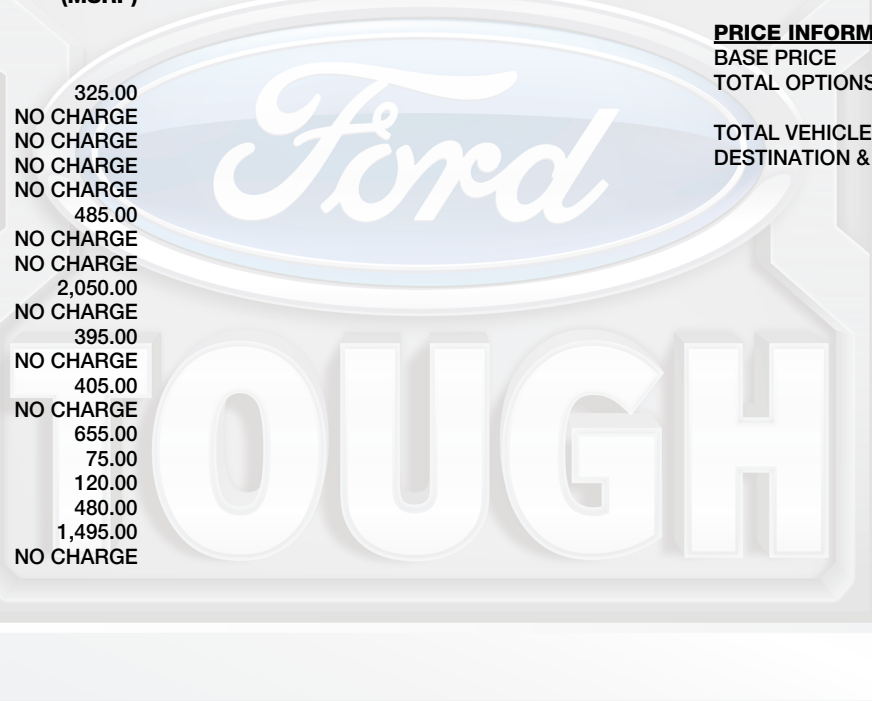 (MSRP)
325.00
NO CHARGE
NO CHARGE
NO CHARGE
NO CHARGE
485.00
NO CHARGE
NO CHARGE
2,050.00
NO CHARGE
395.00
NO CHARGE
405.00
NO CHARGE
655.00
75.00
120.00
480.00
1,495.00
NO CHARGE
PRICE INFORM
BASE PRICE
TOTAL OPTIONS
TOTAL VEHICLE
DESTINATION &
Ford
TOUGH